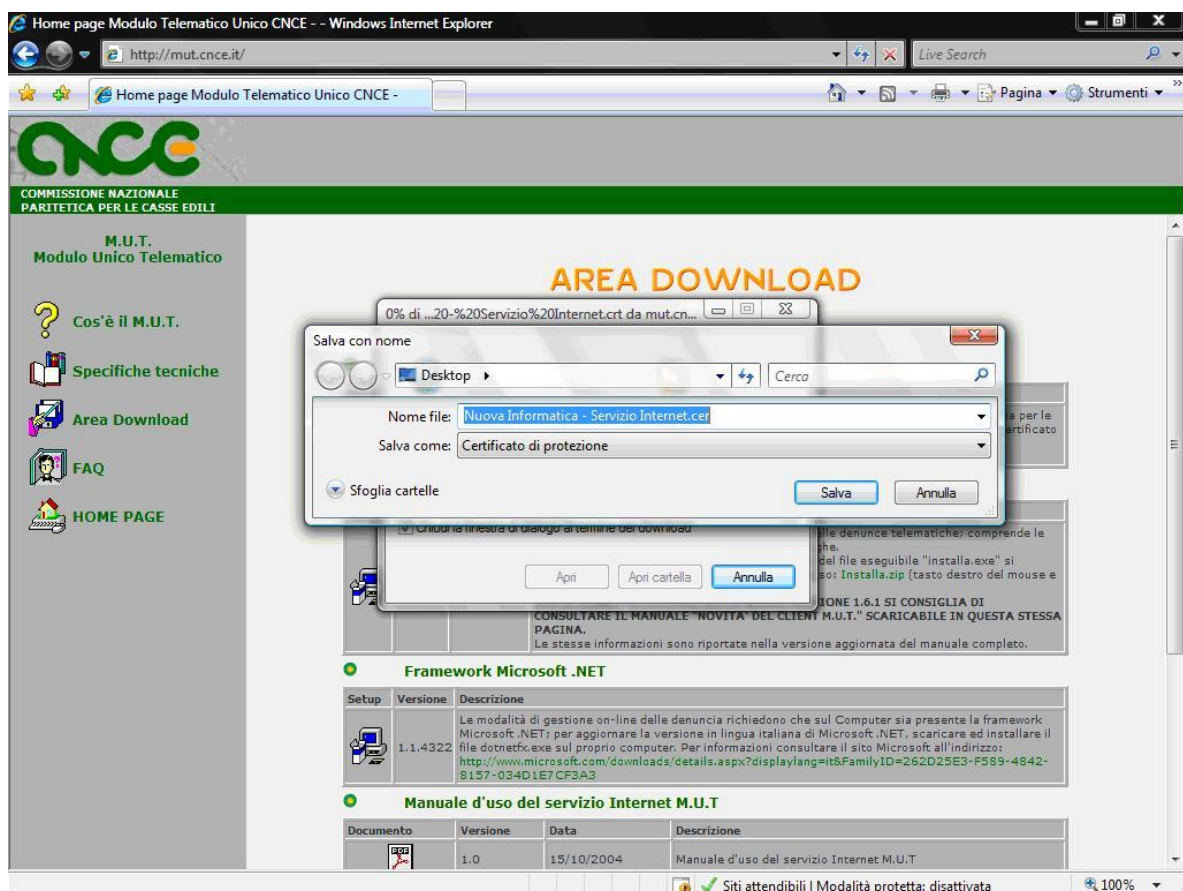 Home page Modulo Telematico Unico CNCE - - Windows Internet Explorer
http://mut.cnce.it/
Live Search
Home page Modulo Telematico Unico CNCE -
Pagina
Strumenti
CNCE
COMMISSIONE NAZIONALE
PARITETICA PER LE CASSE EDILI
M.U.T.
Modulo Unico Telematico
Cos'è il M.U.T.
Specifiche tecniche
Area Download
FAQ
HOME PAGE
AREA DOWNLOAD
0% di ...20-%20Servizio%20Internet.crt da mut.cn...
Salva con nome
Desktop
Cerca
Nome file: Nuova Informatica - Servizio Internet.cer
Salva come: Certificato di protezione
Sfoglia cartelle
Salva
Annulla
a per le
ertificato
Chiudi la finestra di dialogo al termine del download
Apri
Apri cartella
Annulla
lle denunce telematiche; comprende le
he.
del file eseguibile "installa.exe" si
so: Installa.zip (tasto destro del mouse e
IONE 1.6.1 SI CONSIGLIA DI
CONSULTARE IL MANUALE "NOVITA' DEL CLIENT M.U.T." SCARICABILE IN QUESTA STESSA
PAGINA.
Le stesse informazioni sono riportate nella versione aggiornata del manuale completo.
Framework Microsoft .NET
Setup Versione Descrizione
1.1.4322
Le modalità di gestione on-line delle denuncia richiedono che sul Computer sia presente la framework
Microsoft .NET; per aggiornare la versione in lingua italiana di Microsoft .NET, scaricare ed installare il
file dotnetfx.exe sul proprio computer. Per informazioni consultare il sito Microsoft all'indirizzo:
http://www.microsoft.com/downloads/details.aspx?displaylang=it&FamilyID=262D25E3-F589-4842-
8157-034D1E7CF3A3
Manuale d'uso del servizio Internet M.U.T
Documento Versione Data Descrizione
1.0 15/10/2004 Manuale d'uso del servizio Internet M.U.T
Siti attendibili | Modalità protetta: disattivata
100%